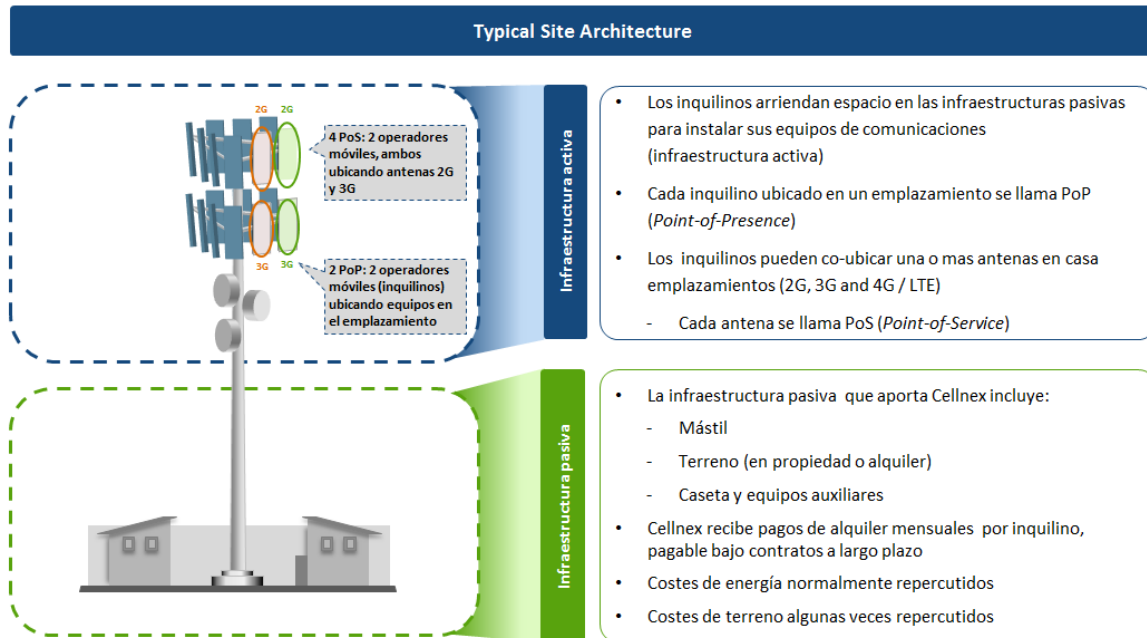 Typical Site Architecture
2G
2G
4 PoS: 2 operadores
móviles, ambos
ubicando antenas 2G
y 3G
3G
3G
2 PoP: 2 operadores
móviles (inquilinos)
ubicando equipos en
el emplazamiento
Infraestructura activa
• Los inquilinos arriendan espacio en las infraestructuras pasivas
para instalar sus equipos de comunicaciones
(infraestructura activa)
• Cada inquilino ubicado en un emplazamiento se llama PoP
(Point-of-Presence)
• Los inquilinos pueden co-ubicar una o mas antenas en casa
emplazamientos (2G, 3G and 4G / LTE)
- Cada antena se llama PoS (Point-of-Service)
Infraestructura pasiva
• La infraestructura pasiva que aporta Cellnex incluye:
- Mástil
- Terreno (en propiedad o alquiler)
- Caseta y equipos auxiliares
• Cellnex recibe pagos de alquiler mensuales por inquilino,
pagable bajo contratos a largo plazo
• Costes de energía normalmente repercutidos
• Costes de terreno algunas veces repercutidos